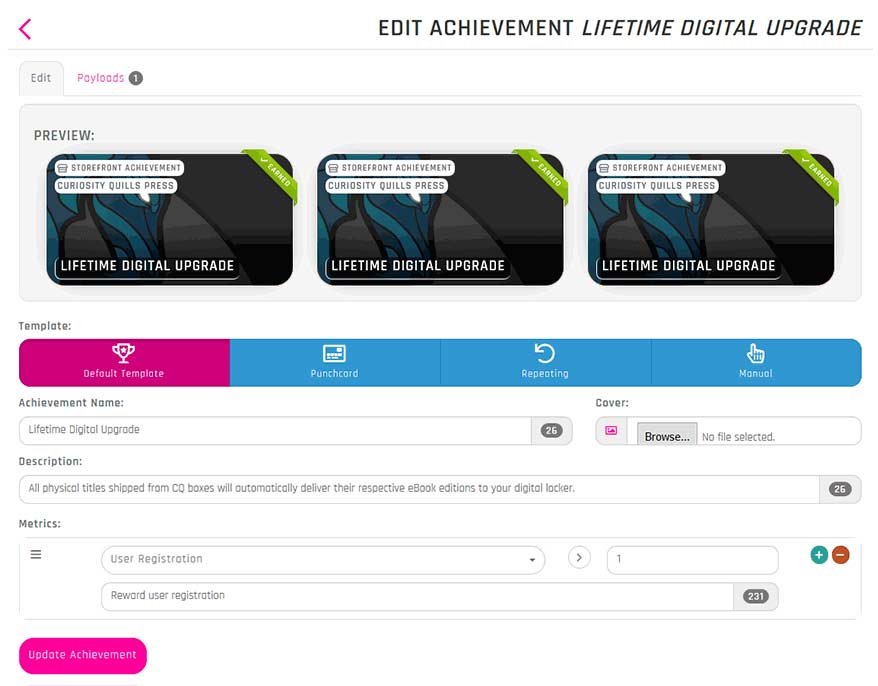 EDIT ACHIEVEMENT LIFETIME DIGITAL UPGRADE
Edit
Payloads 1
PREVIEW:
STOREFRONT ACHIEVEMENT
CURIOSITY QUILLS PRESS
EARNED
LIFETIME DIGITAL UPGRADE
STOREFRONT ACHIEVEMENT
CURIOSITY QUILLS PRESS
EARNED
LIFETIME DIGITAL UPGRADE
STOREFRONT ACHIEVEMENT
CURIOSITY QUILLS PRESS
EARNED
LIFETIME DIGITAL UPGRADE
Template:
Default Template
Punchcard
Repeating
Manual
Achievement Name:
Lifetime Digital Upgrade 26
Cover:
Browse... No file selected.
Description:
All physical titles shipped from CQ boxes will automatically deliver their respective eBook editions to your digital locker. 26
Metrics:
User Registration
1
Reward user registration 231
Update Achievement